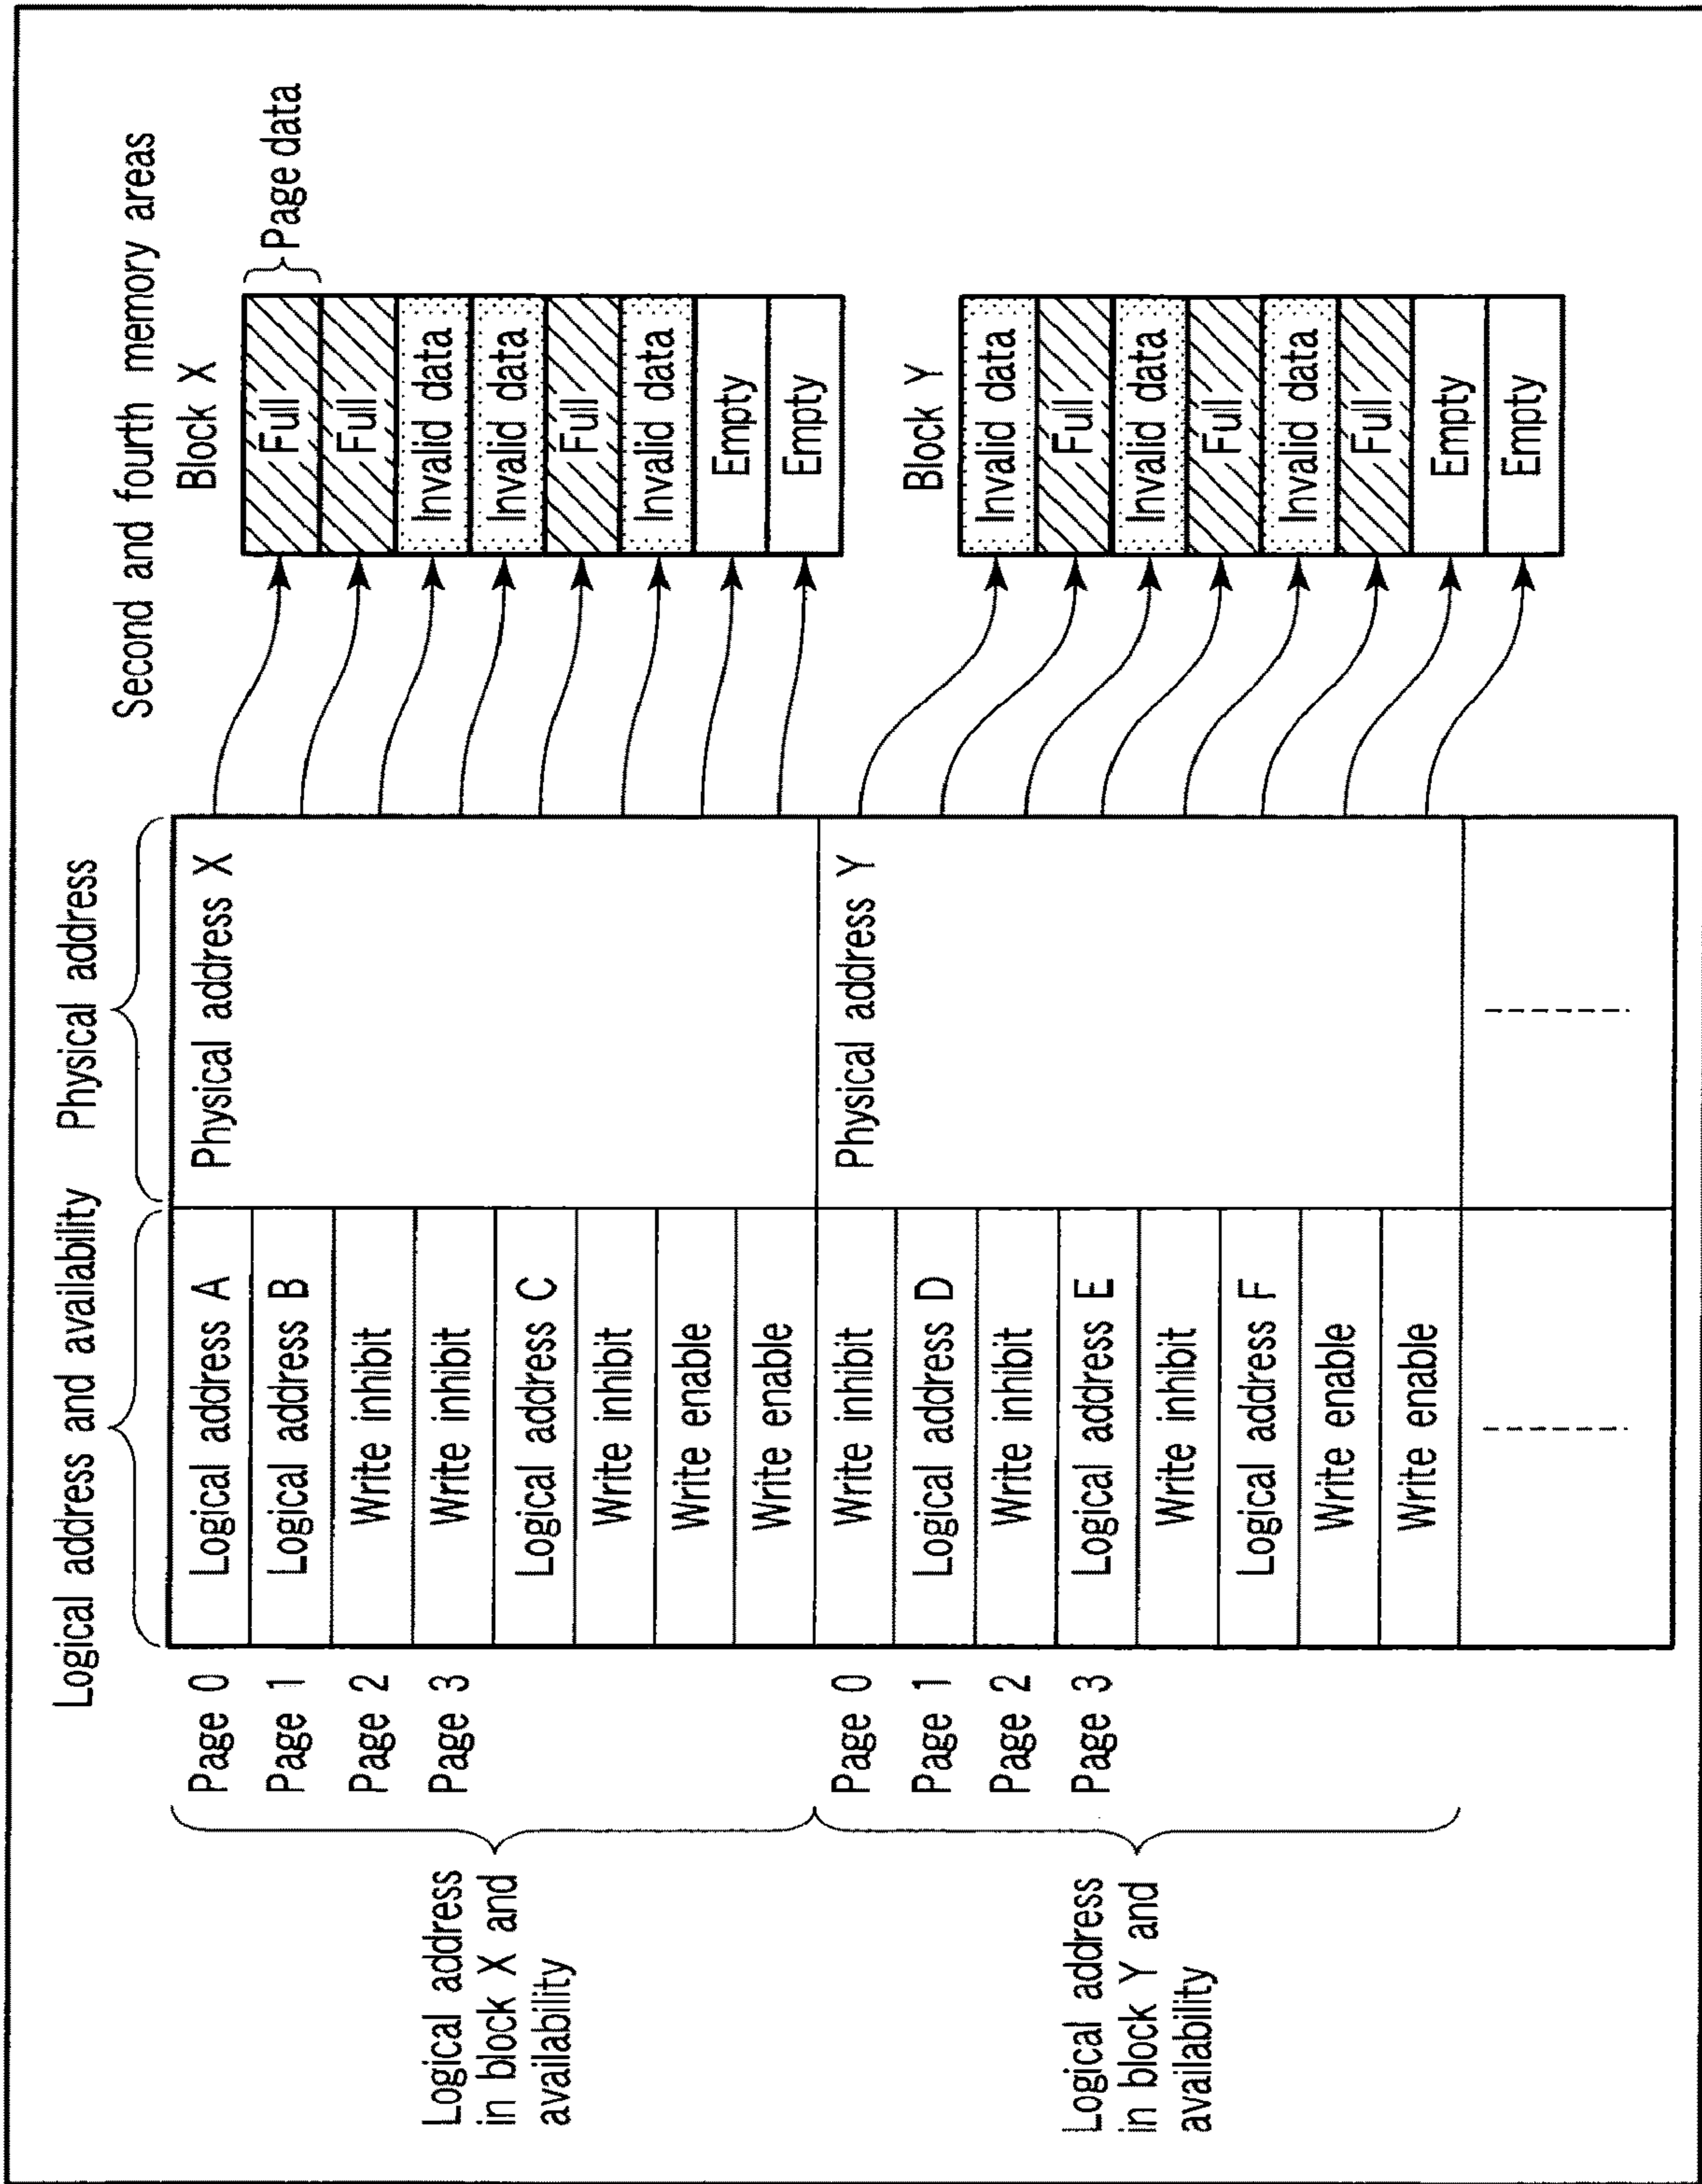 Logical address and availability
Physical address
Second and fourth memory areas
Logical address
in block X and
availability
Page 0
Page 1
Page 2
Page 3
Logical address A
Logical address B
Write inhibit
Write inhibit
Logical address C
Write inhibit
Write enable
Write enable
Physical address X
Block X
Full
Full
Invalid data
Invalid data
Full
Invalid data
Empty
Empty
Page data
Logical address
in block Y and
availability
Page 0
Page 1
Page 2
Page 3
Write inhibit
Logical address D
Write inhibit
Logical address E
Write inhibit
Logical address F
Write enable
Write enable
Physical address Y
Block Y
Invalid data
Full
Invalid data
Full
Invalid data
Full
Empty
Empty